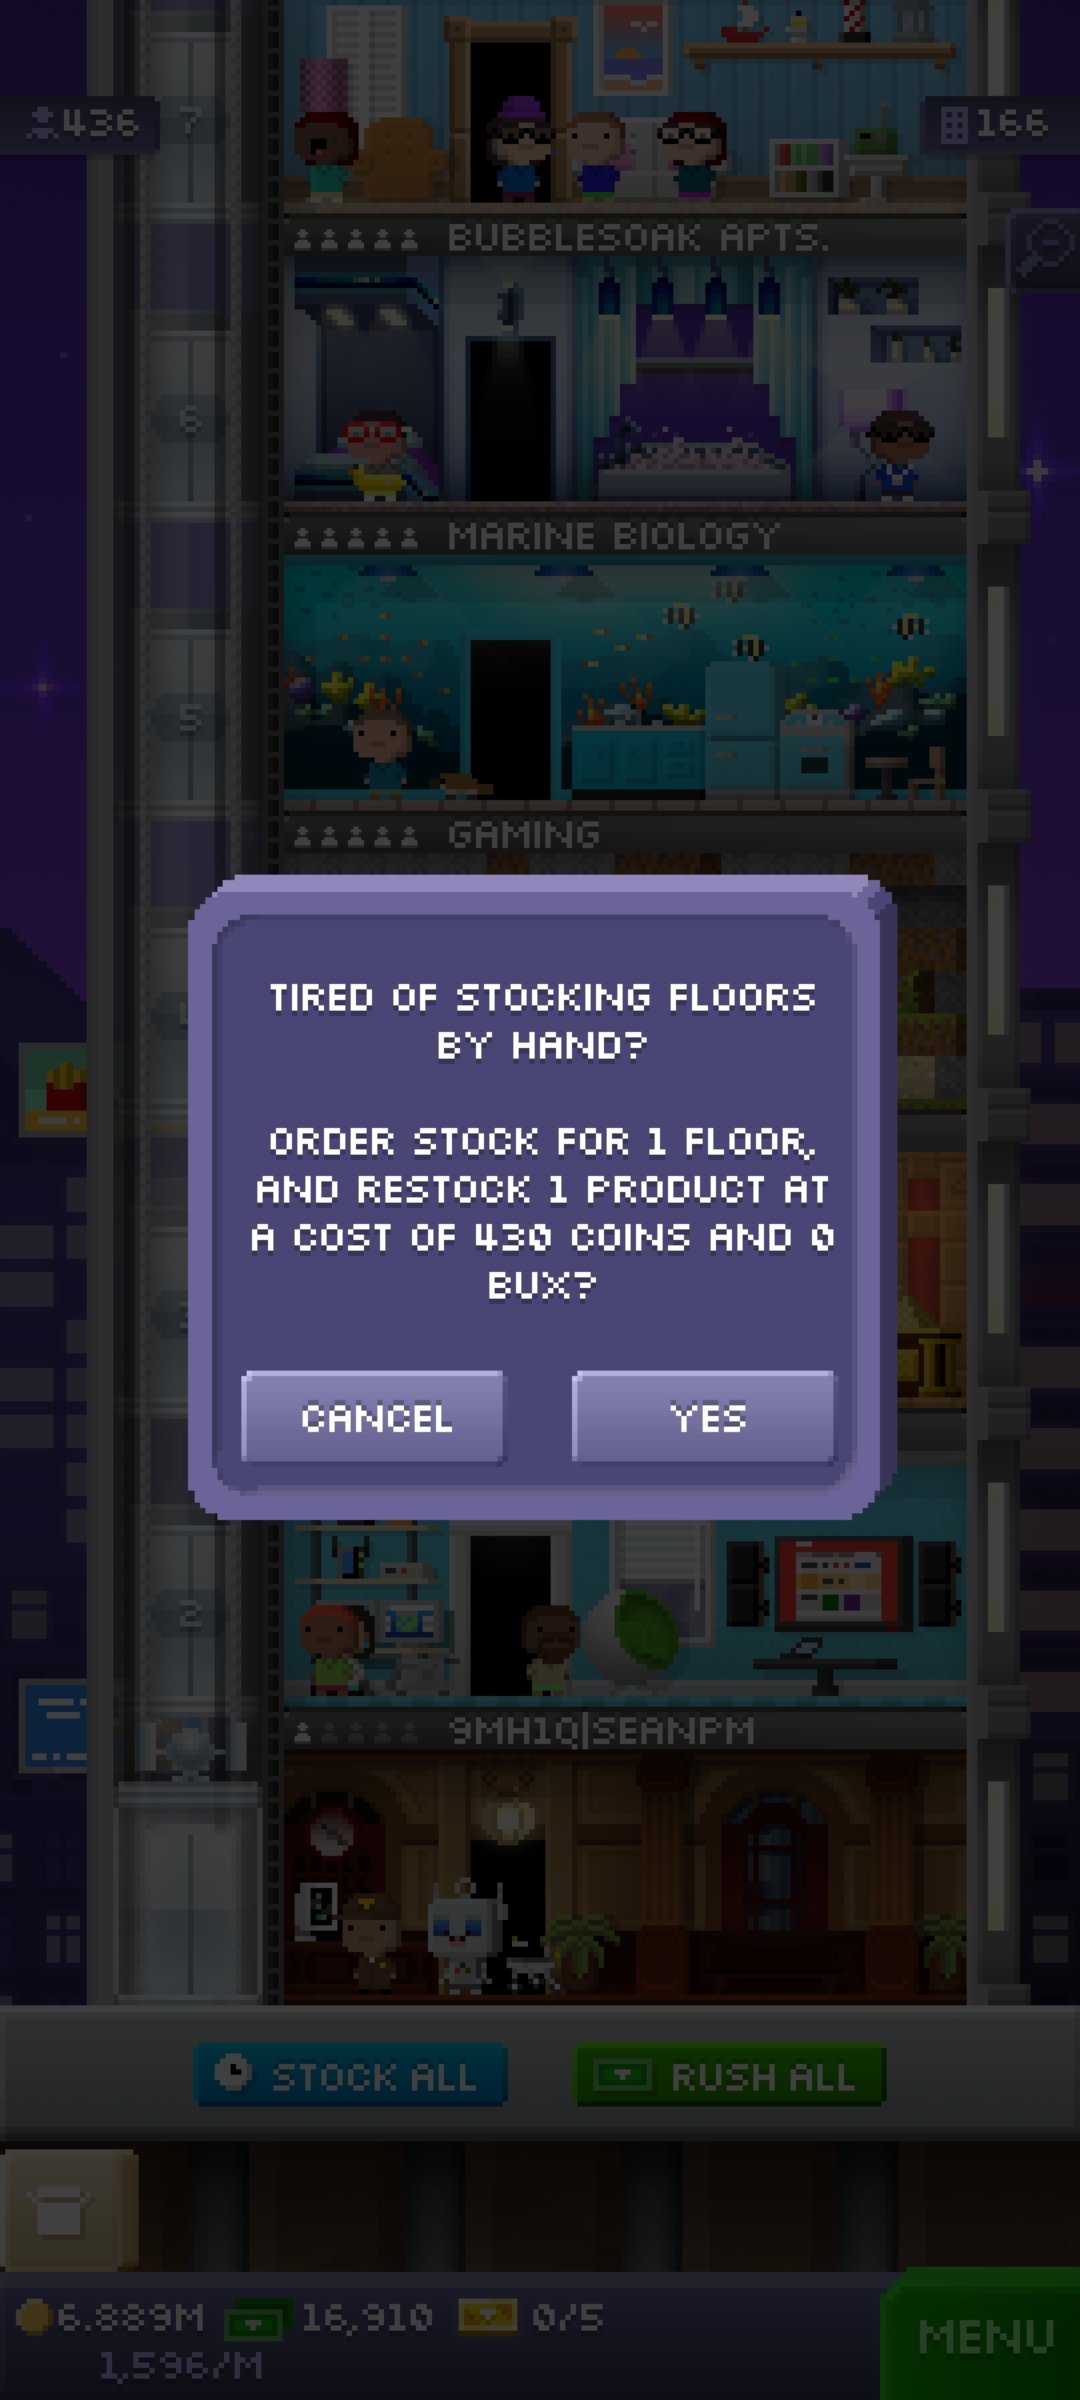 436
7
166
BUBBLESOAK APTS.
6
MARINE BIOLOGY
5
GAMING
TIRED OF STOCKING FLOORS
BY HAND?
ORDER STOCK FOR 1 FLOOR,
AND RESTOCK 1 PRODUCT AT
A COST OF 430 COINS AND 0
BUX?
CANCEL
YES
2
9MH1Q|SEANPM
STOCK ALL
RUSH ALL
6.889M
16,910
0/5
1,596/M
MENU